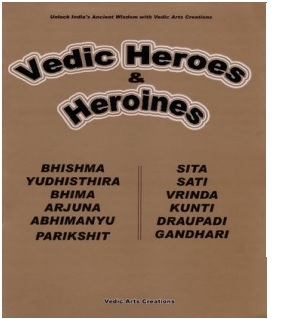 Unlock India's Ancient Wisdom with Vedic Arts Creations
Vedic Heroes
&
Heroines
BHISHMA
YUDHISTHIRA
BHIMA
ARJUNA
ABHIMANYU
PARIKSHIT
SITA
SATI
VRINDA
KUNTI
DRAUPADI
GANDHARI
Vedic Arts Creations